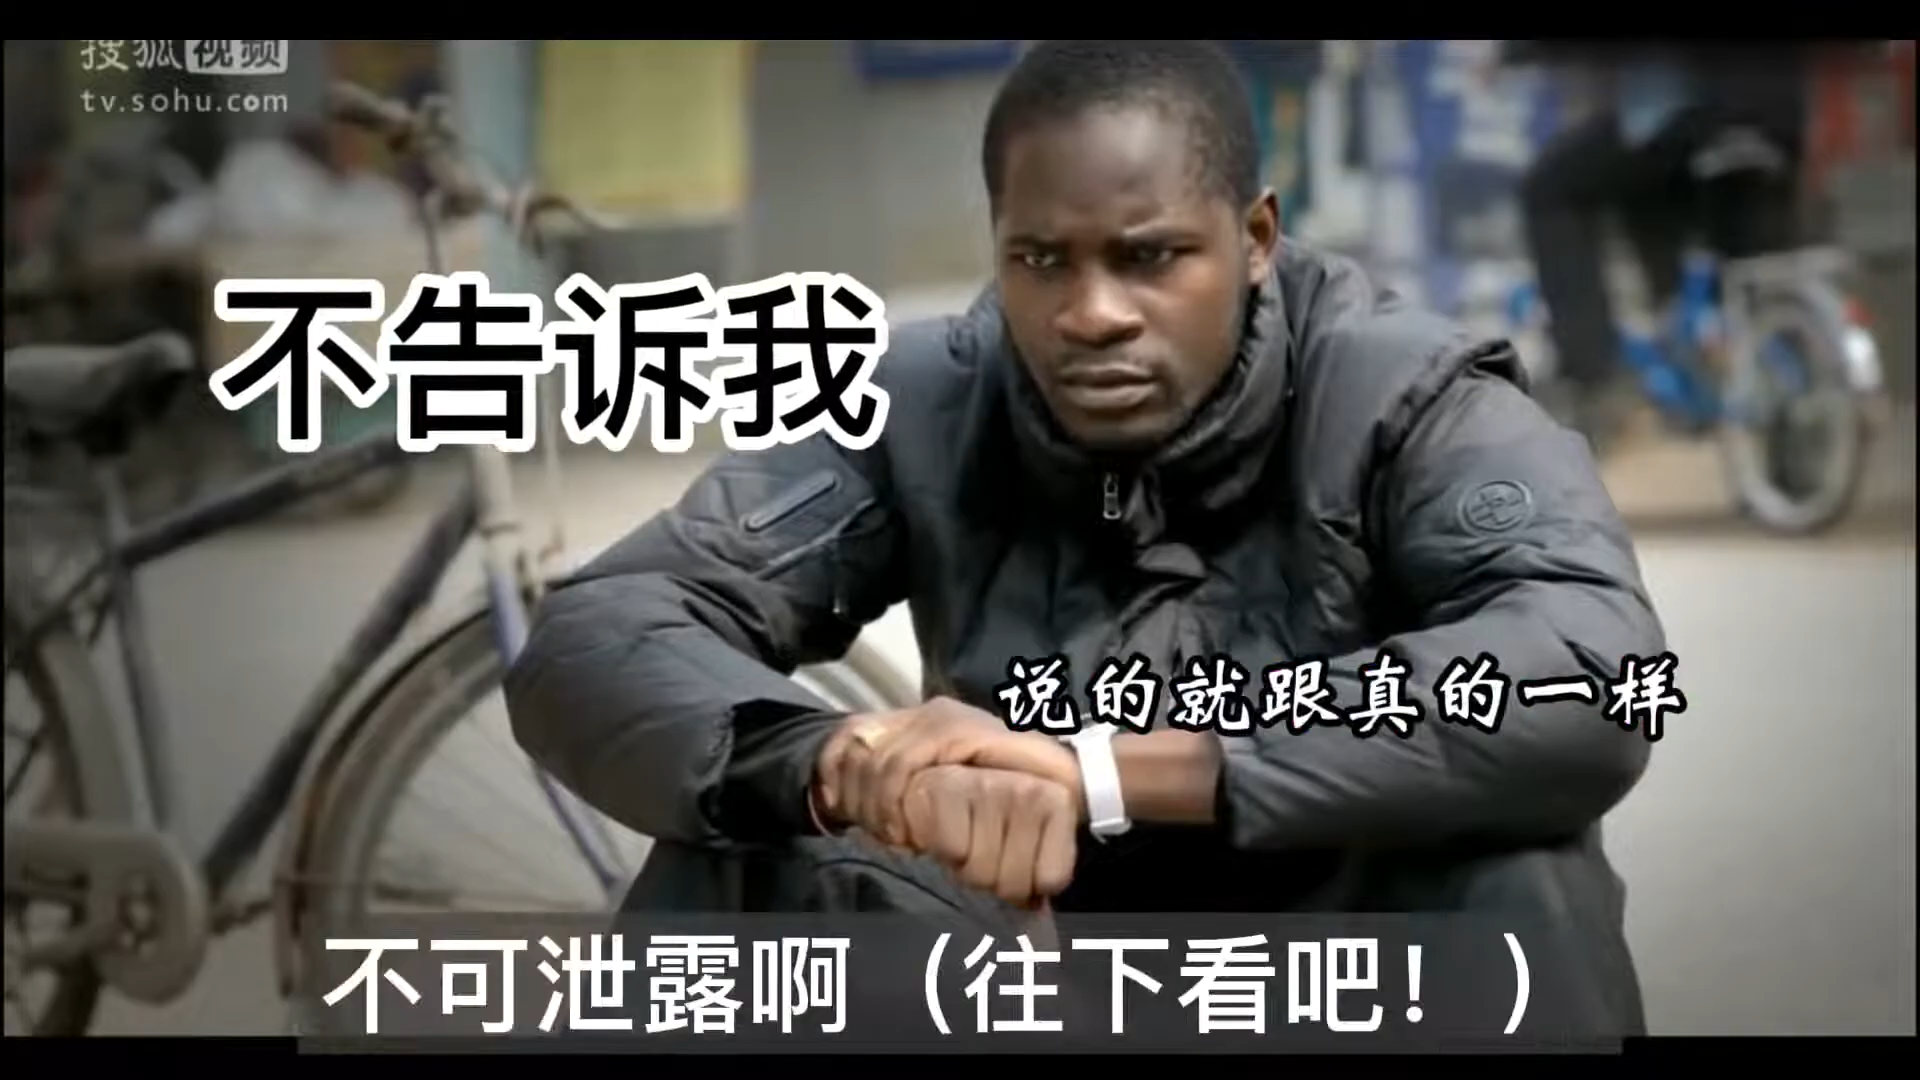 搜狐视频
tv.sohu.com
不告诉我
说的就跟真的一样
不可泄露啊（往下看吧！）